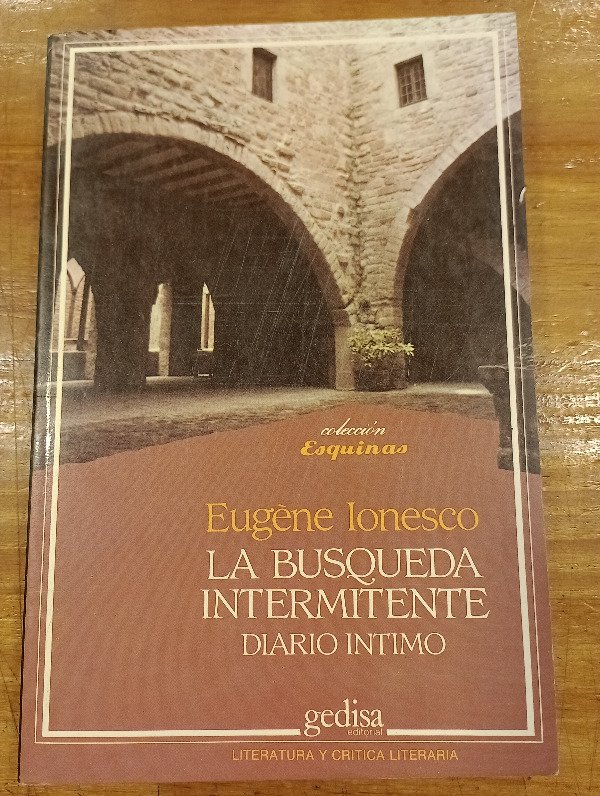 colección
Esquinas
Eugène Ionesco
LA BUSQUEDA
INTERMITENTE
DIARIO INTIMO
gedisa
editorial
LITERATURA Y CRITICA LITERARIA